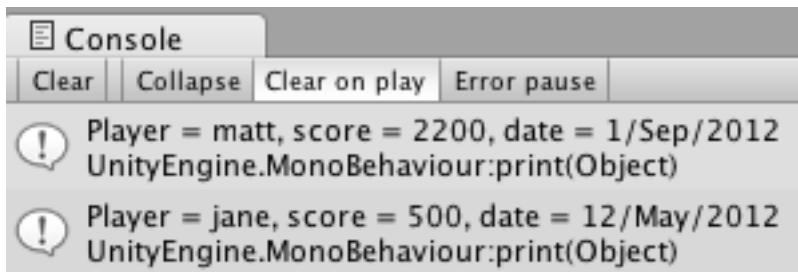 Console
Clear Collapse Clear on play Error pause
Player = matt, score = 2200, date = 1/Sep/2012
UnityEngine.MonoBehaviour:print(Object)
Player = jane, score = 500, date = 12/May/2012
UnityEngine.MonoBehaviour:print(Object)